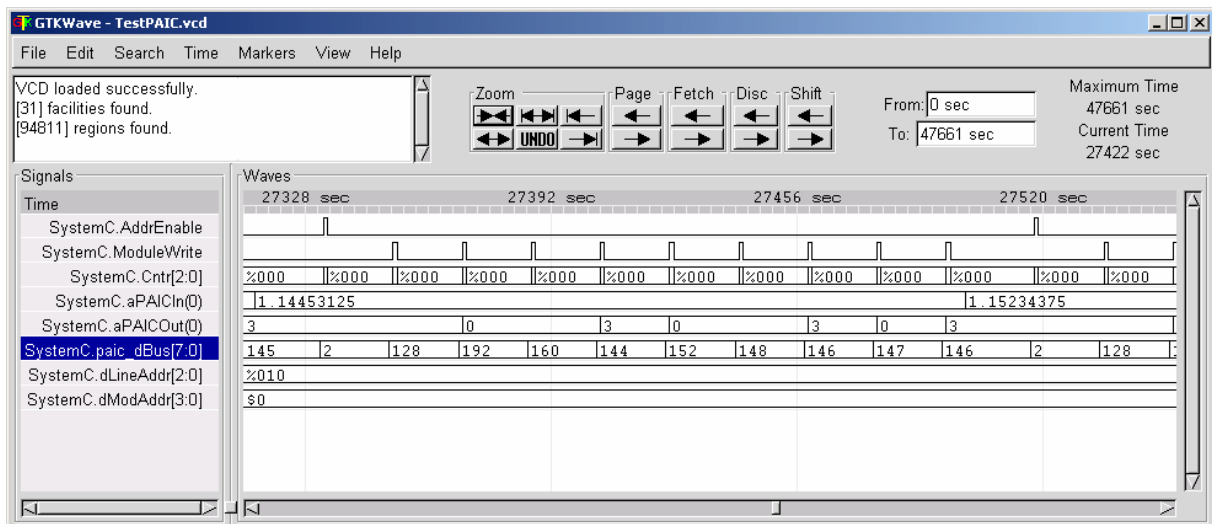 GTKWave - TestPAIC.vcd
File Edit Search Time Markers View Help
VCD loaded successfully.
[31] facilities found.
[94811] regions found.
Zoom Page Fetch Disc Shift
UNDO
From: 0 sec
To: 47661 sec
Maximum Time
47661 sec
Current Time
27422 sec
Signals Waves
Time 27328 sec 27392 sec 27456 sec 27520 sec
SystemC.AddrEnable
SystemC.ModuleWrite
SystemC.Cntr[2:0] %000 %000 %000 %000 %000 %000 %000 %000 %000 %000 %000 %000
SystemC.aPAICIn(0) 1.14453125 1.15234375
SystemC.aPAICOut(0) 3 0 3 0 3 0 3
SystemC.paic_dBus[7:0] 145 2 128 192 160 144 152 148 146 147 146 2 128
SystemC.dLineAddr[2:0] %010
SystemC.dModAddr[3:0] $0